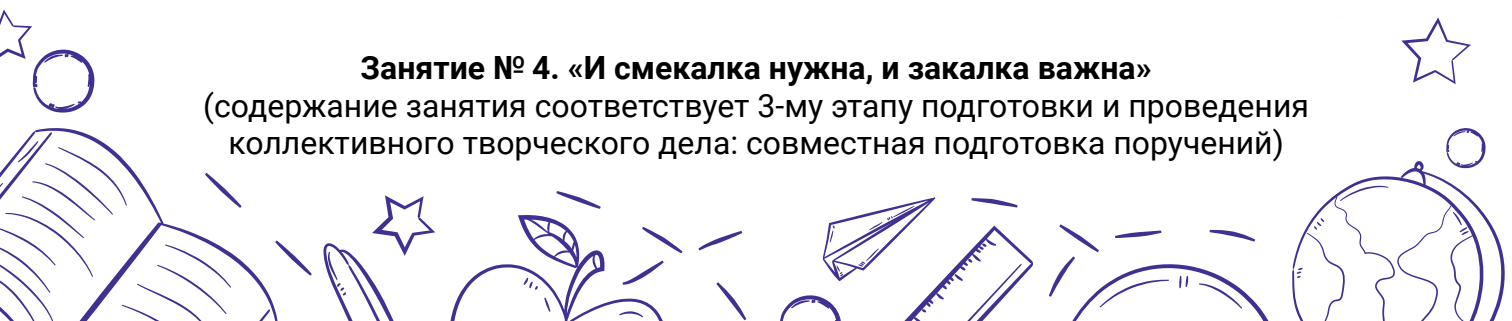 Занятие № 4. «И смекалка нужна, и закалка важна»
(содержание занятия соответствует 3-му этапу подготовки и проведения
коллективного творческого дела: совместная подготовка поручений)